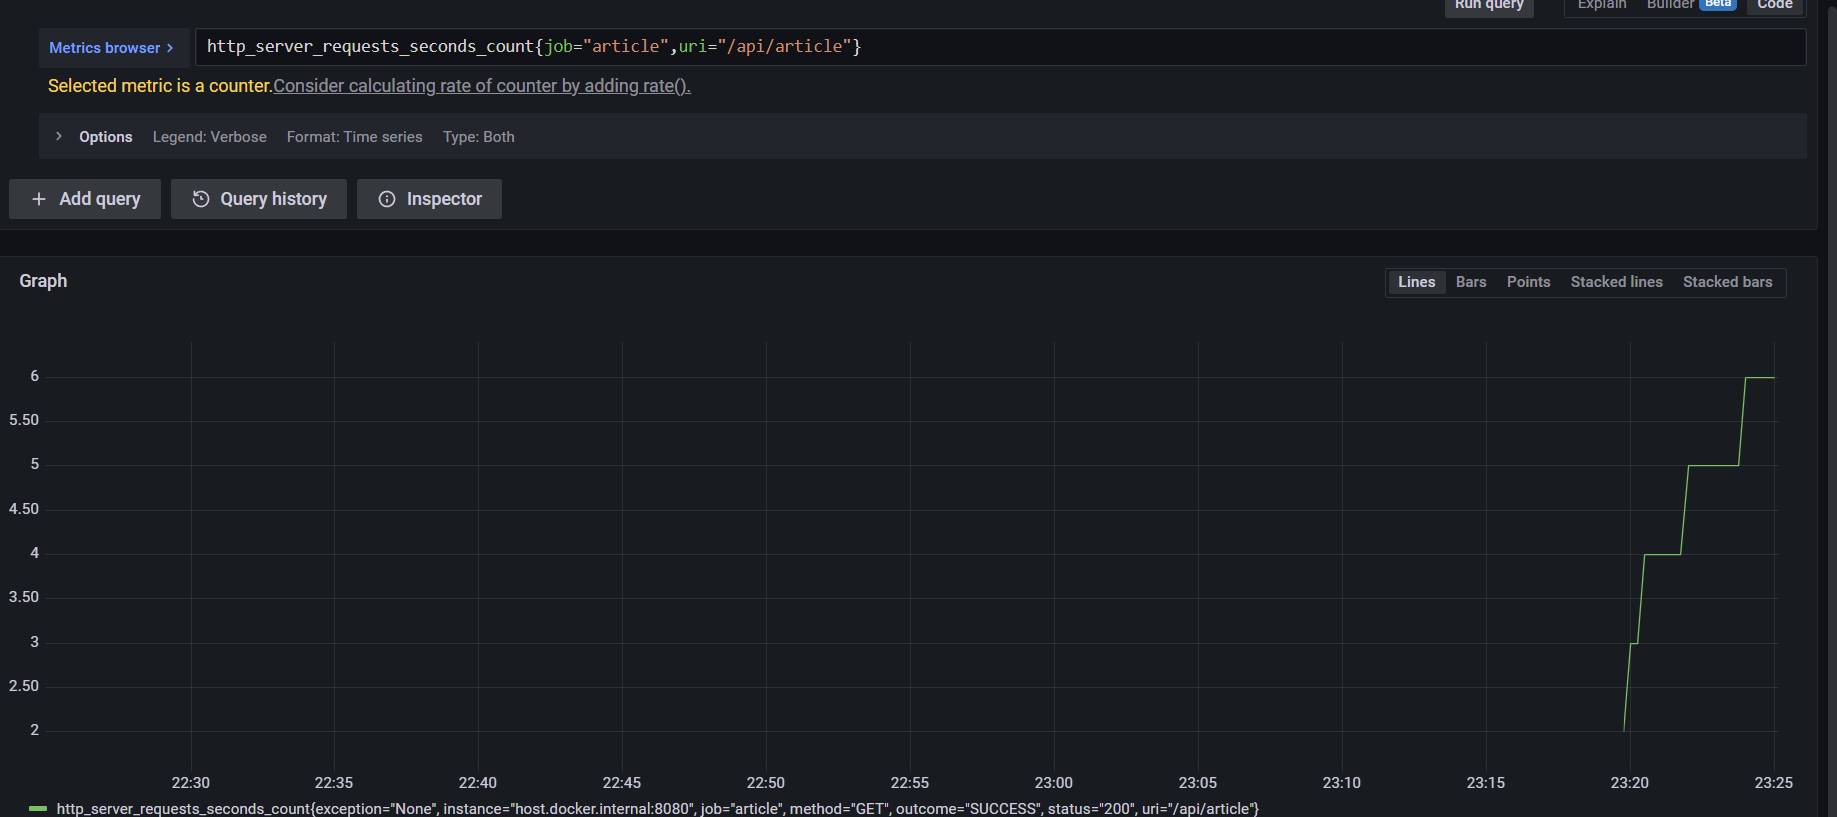 Run query Explain Builder Beta Code
Metrics browser > http_server_requests_seconds_count{job="article",uri="/api/article"}
Selected metric is a counter.Consider calculating rate of counter by adding rate().
> Options Legend: Verbose Format: Time series Type: Both
+ Add query Query history Inspector
Graph Lines Bars Points Stacked lines Stacked bars
6
5.50
5
4.50
4
3.50
3
2.50
2
22:30 22:35 22:40 22:45 22:50 22:55 23:00 23:05 23:10 23:15 23:20 23:25
http_server_requests_seconds_count{exception="None", instance="host.docker.internal:8080", job="article", method="GET", outcome="SUCCESS", status="200", uri="/api/article"}